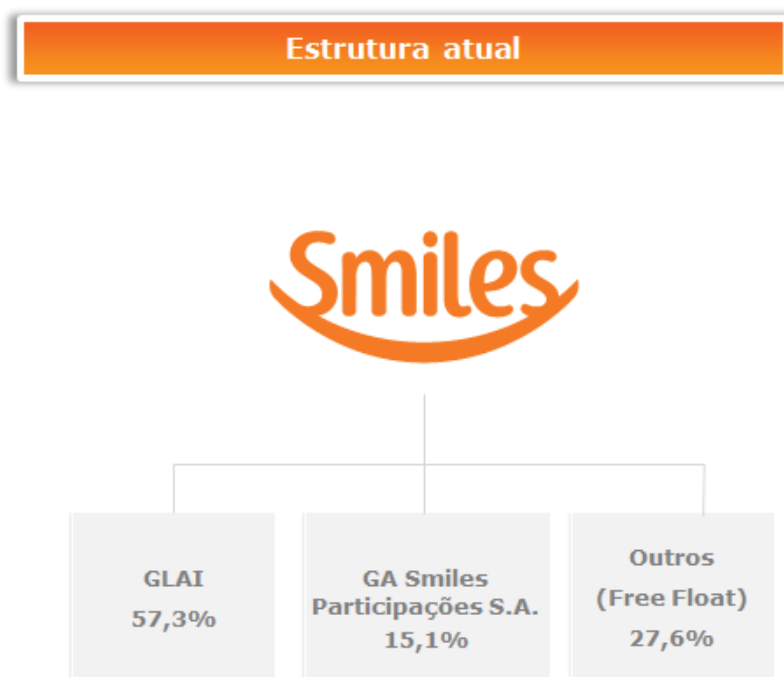 Estrutura atual
Smiles
GLAI
57,3%
GA Smiles
Participações S.A.
15,1%
Outros
(Free Float)
27,6%